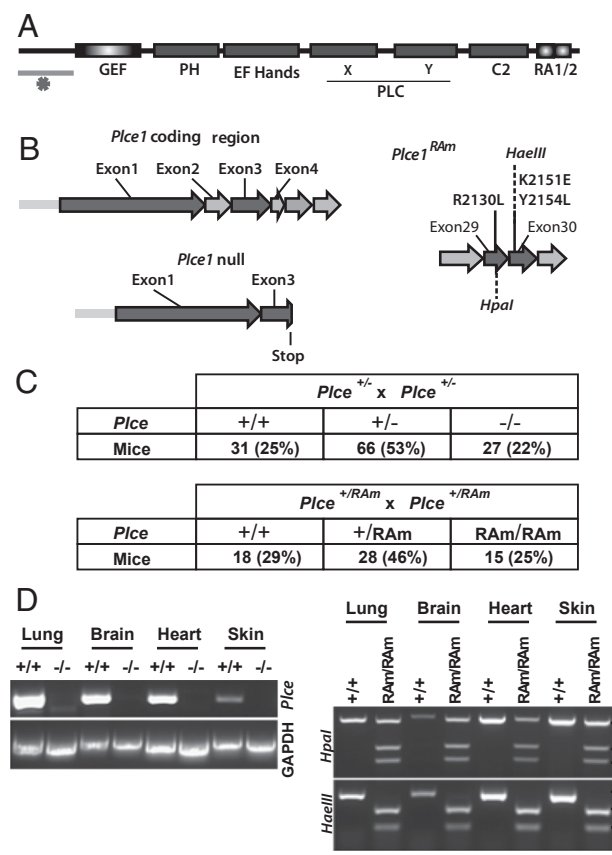 A
GEF PH EF Hands X Y C2 RA1/2
PLC
B
Plce1 coding region
Exon1 Exon2 Exon3 Exon4
Plce1 null
Exon1 Exon3
Stop
Plce1 RAm
HaeIII
K2151E
R2130L Y2154L
Exon29 Exon30
HpaI
C
Plce +/- x Plce +/-
Plce +/+ +/- -/-
Mice 31 (25%) 66 (53%) 27 (22%)
Plce +/RAm x Plce +/RAm
Plce +/+ +/RAm RAm/RAm
Mice 18 (29%) 28 (46%) 15 (25%)
D
Lung Brain Heart Skin
+/+ -/- +/+ -/- +/+ -/- +/+ -/-
Plce
GAPDH
Lung Brain Heart Skin
+/+ RAm/RAm +/+ RAm/RAm +/+ RAm/RAm +/+ RAm/RAm
HpaI
HaeIII